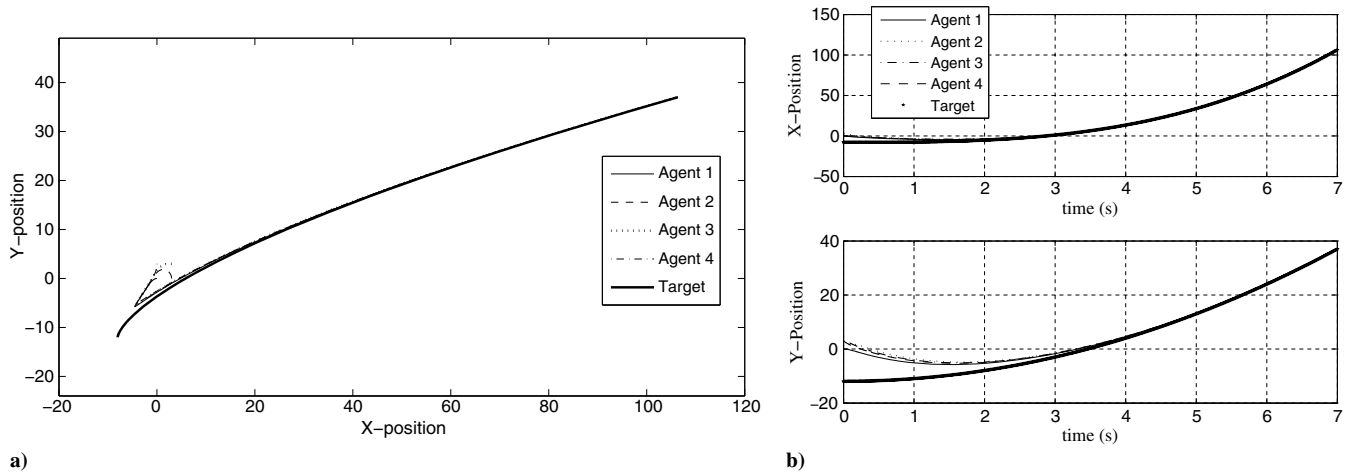 40
30
20
10
0
−10
−20
Y−position
−20
0
20
40
60
80
100
120
X−position
Agent 1
Agent 2
Agent 3
Agent 4
Target
a)
150
100
50
0
−50
X−Position
Agent 1
Agent 2
Agent 3
Agent 4
Target
0
1
2
3
4
5
6
7
time (s)
40
20
0
−20
Y−Position
0
1
2
3
4
5
6
7
time (s)
b)